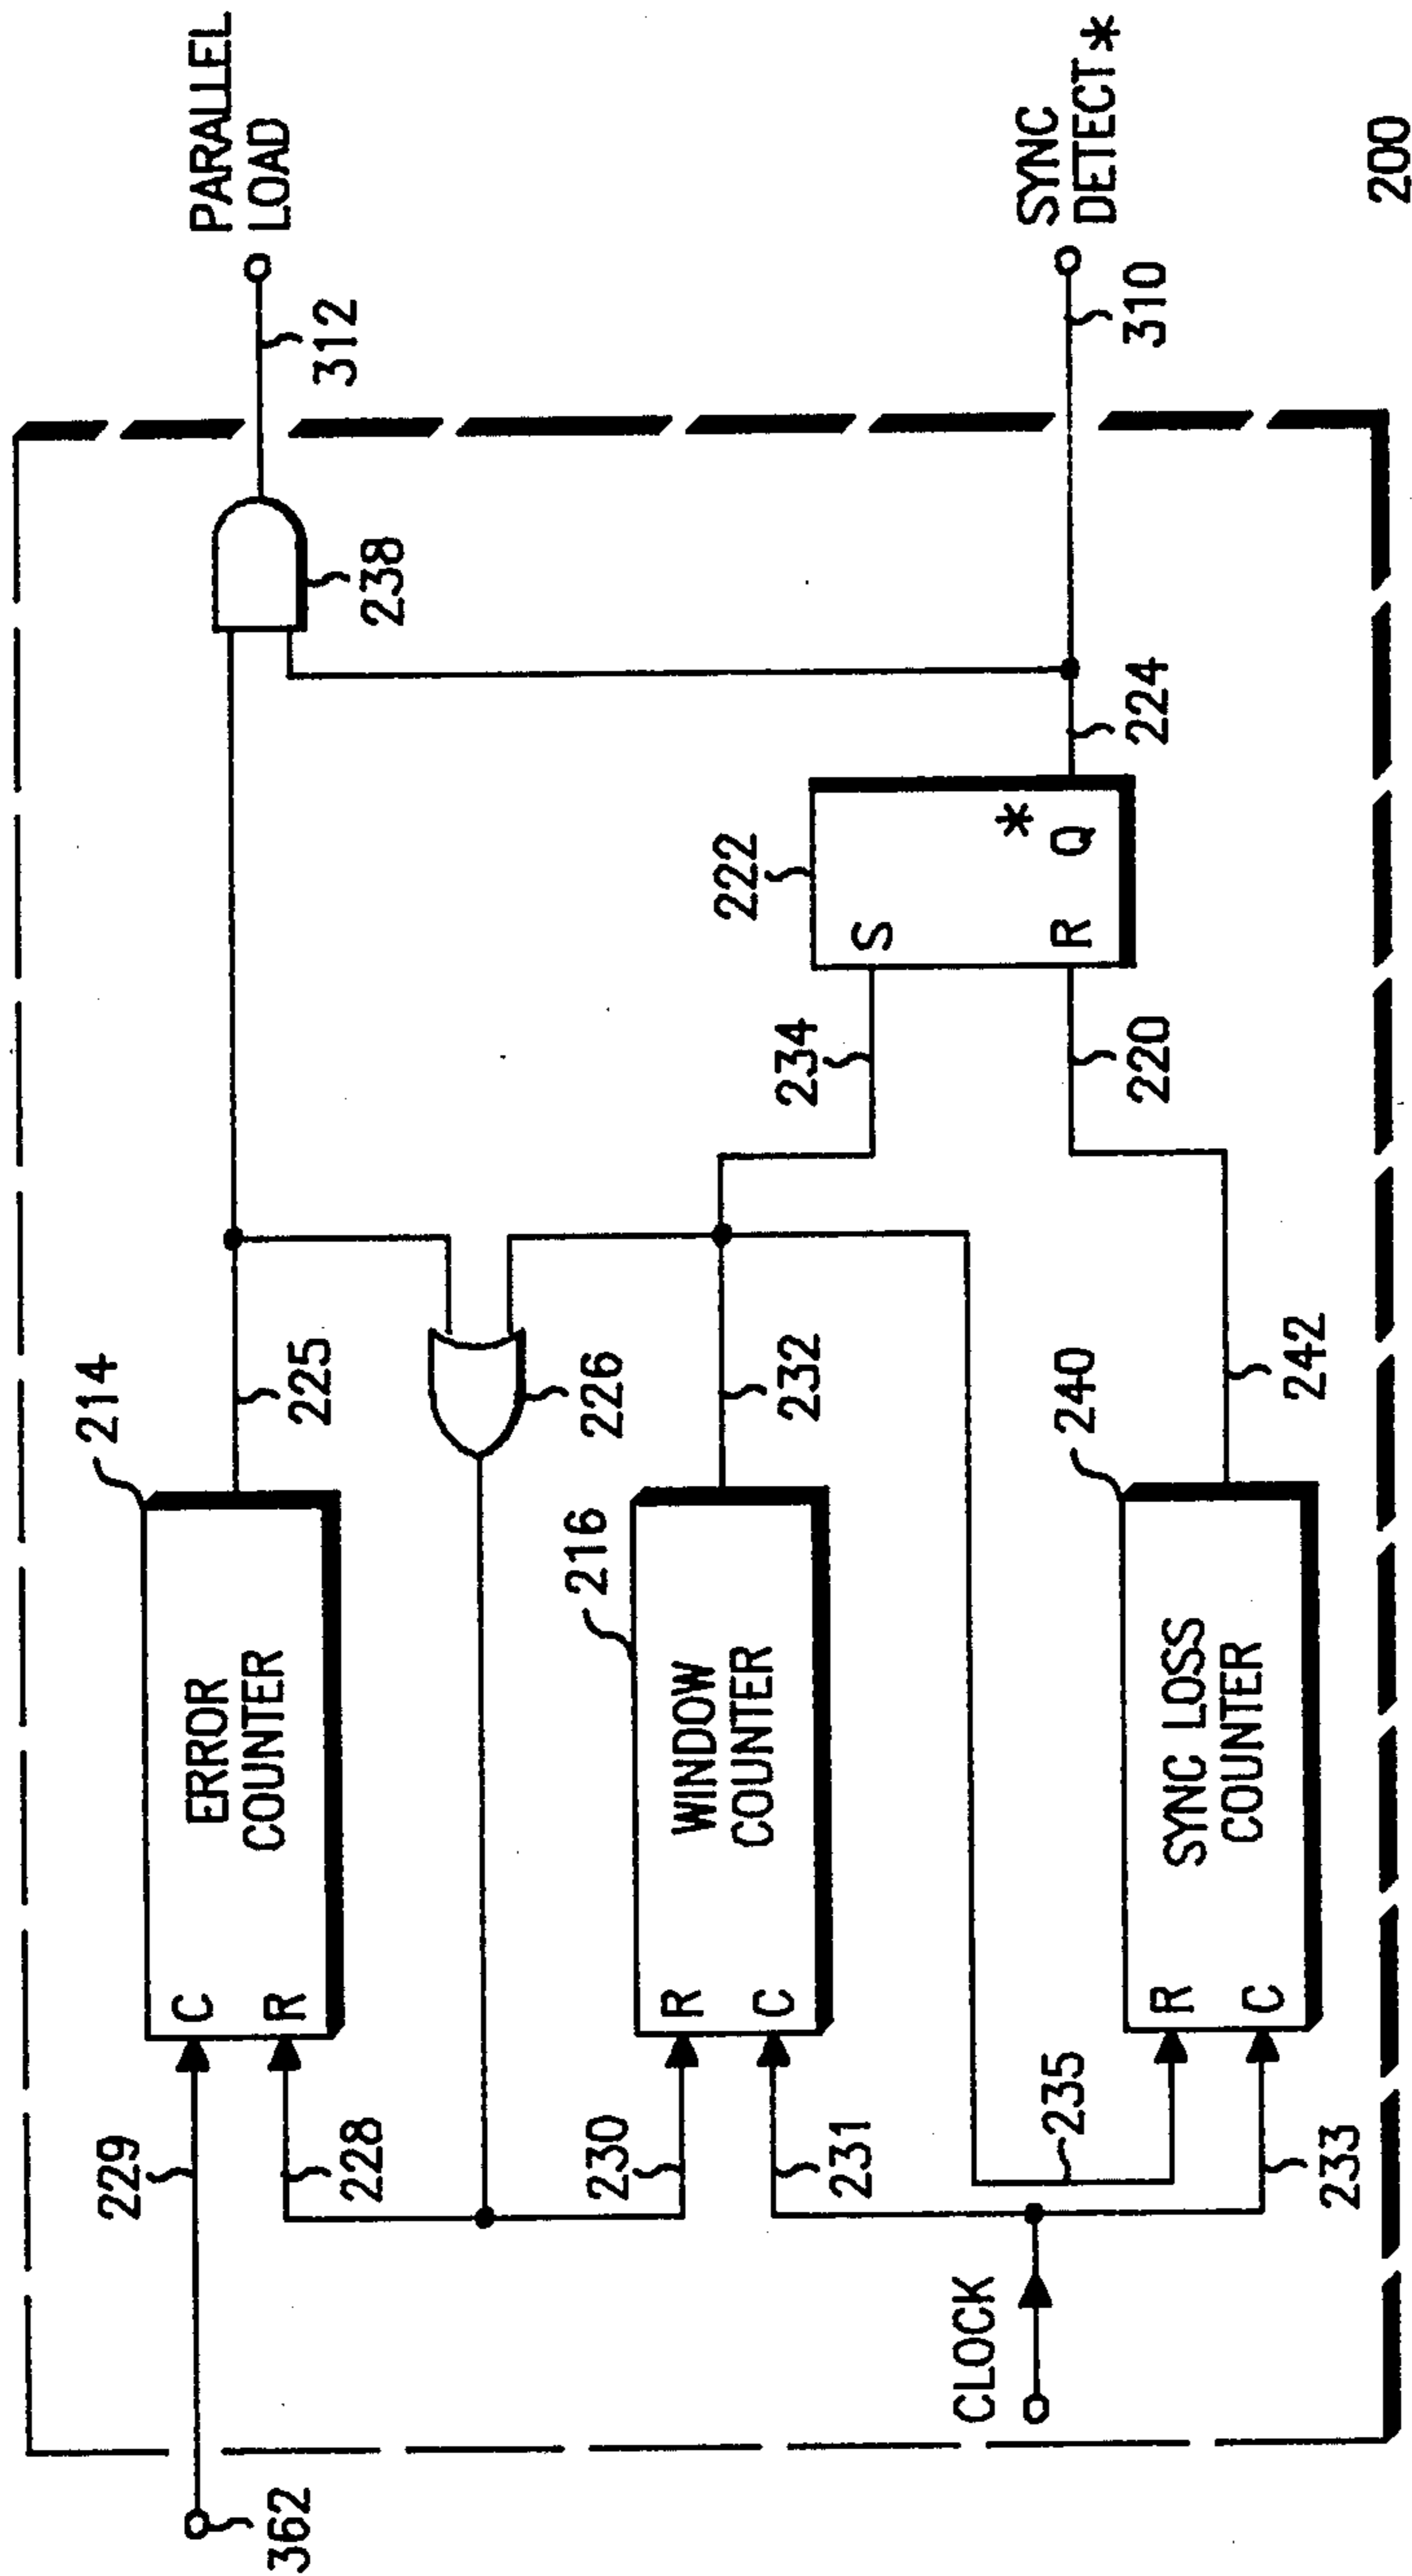 PARALLEL
LOAD
312
238
214
225
ERROR
COUNTER
C
R
229
228
362
226
216
232
WINDOW
COUNTER
R
C
230
231
234
222
S
R
*
Q
220
224
SYNC
DETECT*
310
240
242
SYNC LOSS
COUNTER
R
C
235
233
CLOCK
200